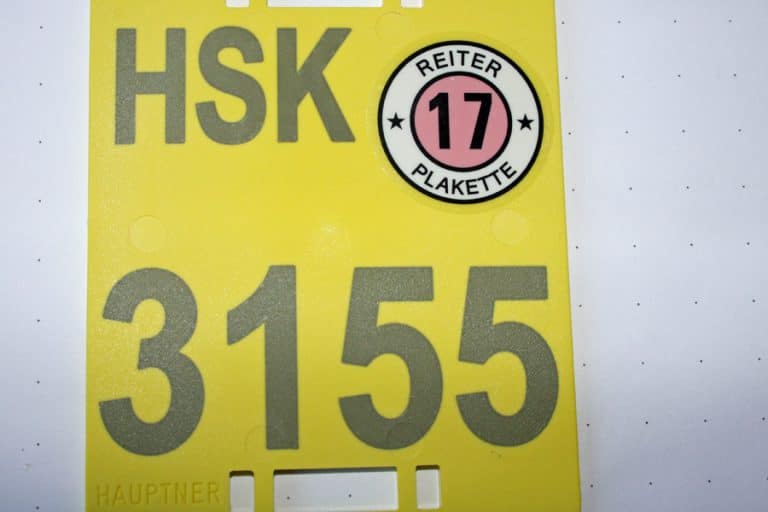 HSK
REITER
17
PLAKETTE
3155
HAUPTNER